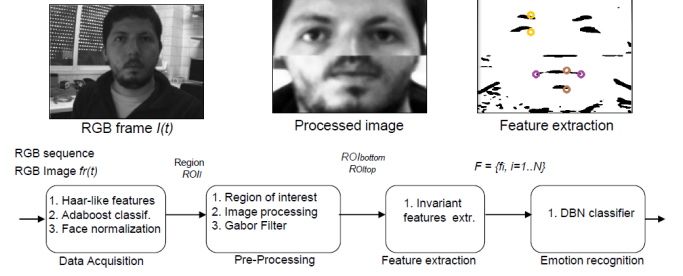 RGB frame I(t)
Processed image
Feature extraction
RGB sequence
RGB Image fr(t)
Region
ROIi
ROIbottom
ROItop
F = {fi, i=1..N}
1. Haar-like features
2. Adaboost classif.
3. Face normalization
1. Region of interest
2. Image processing
3. Gabor Filter
1. Invariant
features extr.
1. DBN classifier
Data Acquisition
Pre-Processing
Feature extraction
Emotion recognition